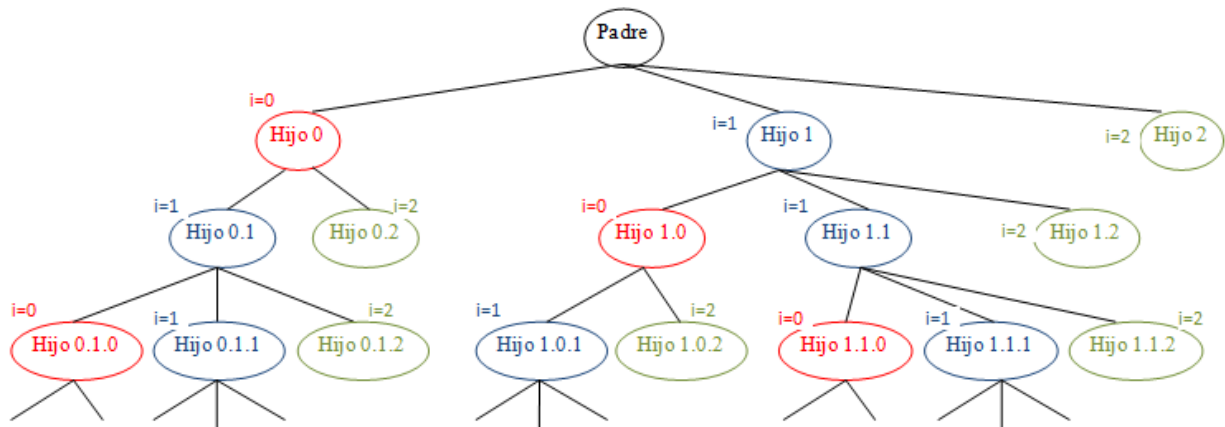 Padre
i=0
Hijo 0
i=1
Hijo 1
i=2
Hijo 2
i=1
Hijo 0.1
i=2
Hijo 0.2
i=0
Hijo 1.0
i=1
Hijo 1.1
i=2
Hijo 1.2
i=0
Hijo 0.1.0
i=1
Hijo 0.1.1
i=2
Hijo 0.1.2
i=1
Hijo 1.0.1
i=2
Hijo 1.0.2
i=0
Hijo 1.1.0
i=1
Hijo 1.1.1
i=2
Hijo 1.1.2